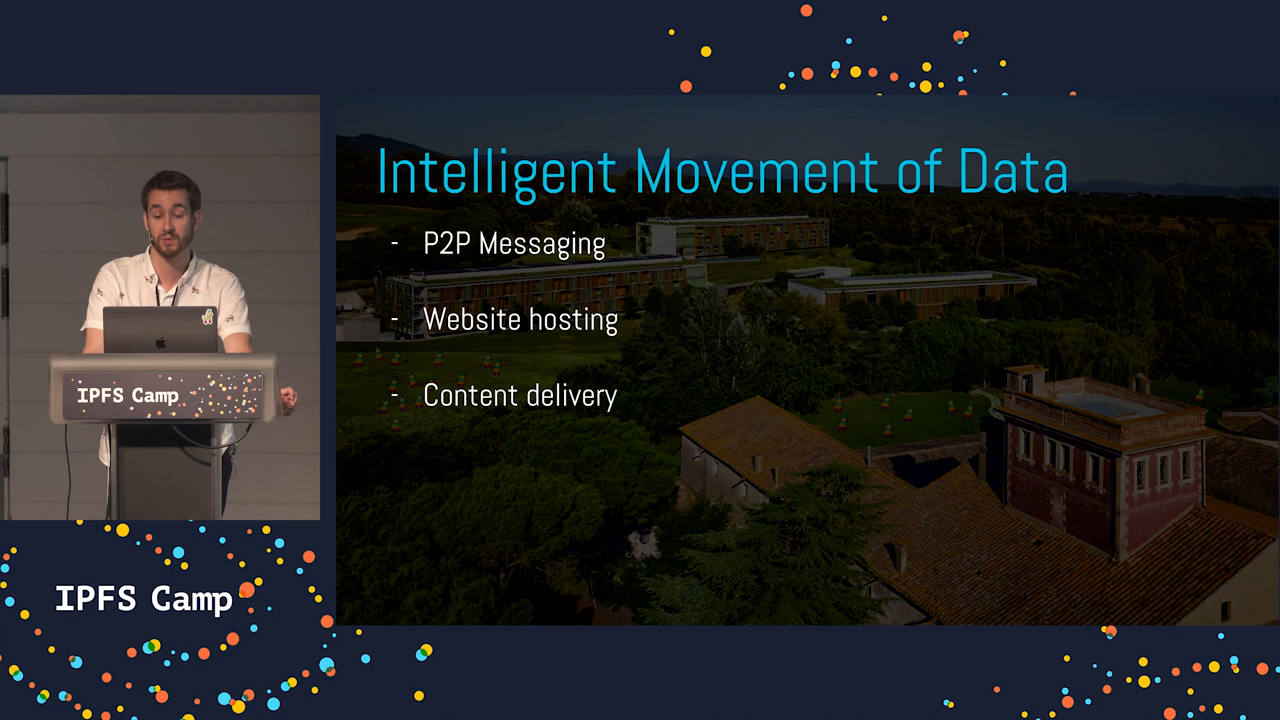 Intelligent Movement of Data
- P2P Messaging
- Website hosting
- Content delivery
IPFS Camp
IPFS Camp